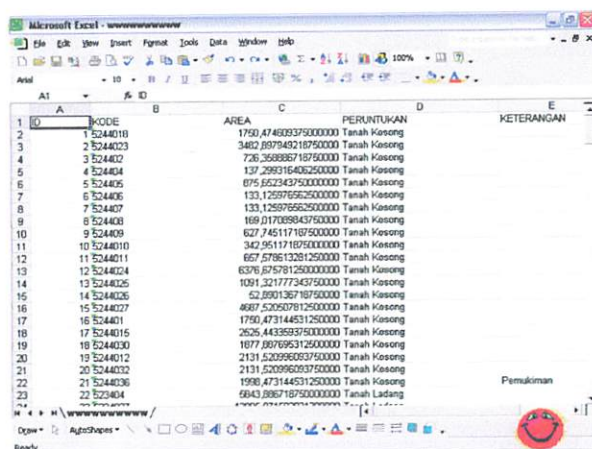 Microsoft Excel - wwwwwwwwww
File Edit View Insert Format Tools Data Window Help
100%
Arial 10 B I U
A1 fx ID
A B C D E
1 ID KODE AREA PERUNTUKAN KETERANGAN
2 1 5244018 1750,474609375000000 Tanah Kosong
3 2 5244023 3482,897949218750000 Tanah Kosong
4 3 524402 726,358886718750000 Tanah Kosong
5 4 524404 137,299316406250000 Tanah Kosong
6 5 524405 875,652343750000000 Tanah Kosong
7 6 524406 133,125976562500000 Tanah Kosong
8 7 524407 133,125976562500000 Tanah Kosong
9 8 524408 169,017089843750000 Tanah Kosong
10 9 524409 627,745117187500000 Tanah Kosong
11 10 5244010 342,951171875000000 Tanah Kosong
12 11 5244011 657,578613281250000 Tanah Kosong
13 12 5244024 6376,675781250000000 Tanah Kosong
14 13 5244025 1091,321777343750000 Tanah Kosong
15 14 5244026 52,890136718750000 Tanah Kosong
16 15 5244027 4687,520507812500000 Tanah Kosong
17 16 524401 1750,473144531250000 Tanah Kosong
18 17 5244015 2625,443359375000000 Tanah Kosong
19 18 5244030 1877,887695312500000 Tanah Kosong
20 19 5244012 2131,520996093750000 Tanah Kosong
21 20 5244032 2131,520996093750000 Tanah Kosong
22 21 5244036 1998,473144531250000 Tanah Kosong Pemukiman
23 22 523404 5843,886718750000000 Tanah Ladang
wwwwwwwwwww
Draw AutoShapes
Ready